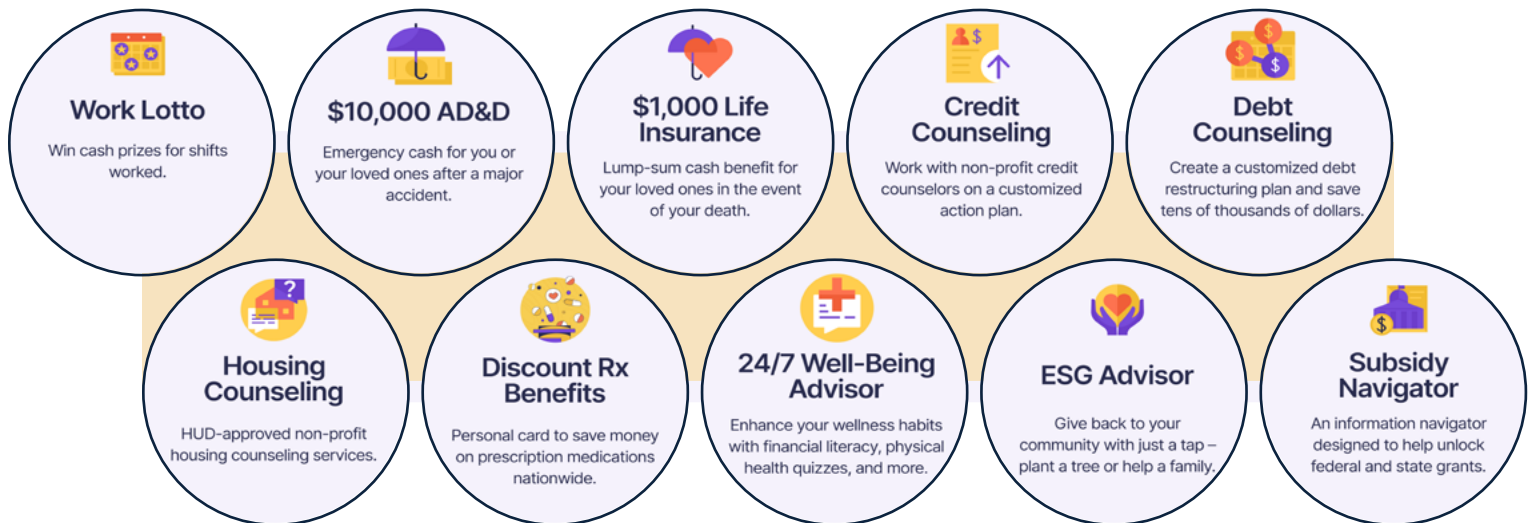 Work Lotto
Win cash prizes for shifts
worked.
$10,000 AD&D
Emergency cash for you or
your loved ones after a major
accident.
$1,000 Life
Insurance
Lump-sum cash benefit for
your loved ones in the event
of your death.
$
Credit
Counseling
Work with non-profit credit
counselors on a customized
action plan.
$
$
$
Debt
Counseling
Create a customized debt
restructuring plan and save
tens of thousands of dollars.
?
Housing
Counseling
HUD-approved non-profit
housing counseling services.
Discount Rx
Benefits
Personal card to save money
on prescription medications
nationwide.
24/7 Well-Being
Advisor
Enhance your wellness habits
with financial literacy, physical
health quizzes, and more.
ESG Advisor
Give back to your
community with just a tap –
plant a tree or help a family.
$
Subsidy
Navigator
An information navigator
designed to help unlock
federal and state grants.